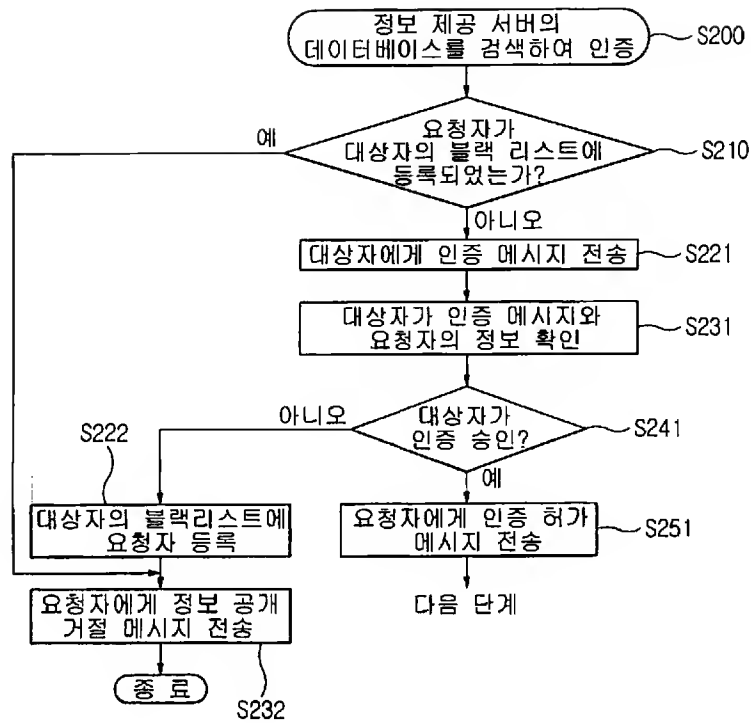 정보 제공 서버의
데이터베이스를 검색하여 인증
S200
요청자가
대상자의 블랙 리스트에
등록되었는가?
S210
예
아니오
대상자에게 인증 메시지 전송
S221
대상자가 인증 메시지와
요청자의 정보 확인
S231
대상자가
인증 승인?
S241
아니오
예
S222
대상자의 블랙리스트에
요청자 등록
요청자에게 인증 허가
메시지 전송
S251
다음 단계
요청자에게 정보 공개
거절 메시지 전송
S232
종 료